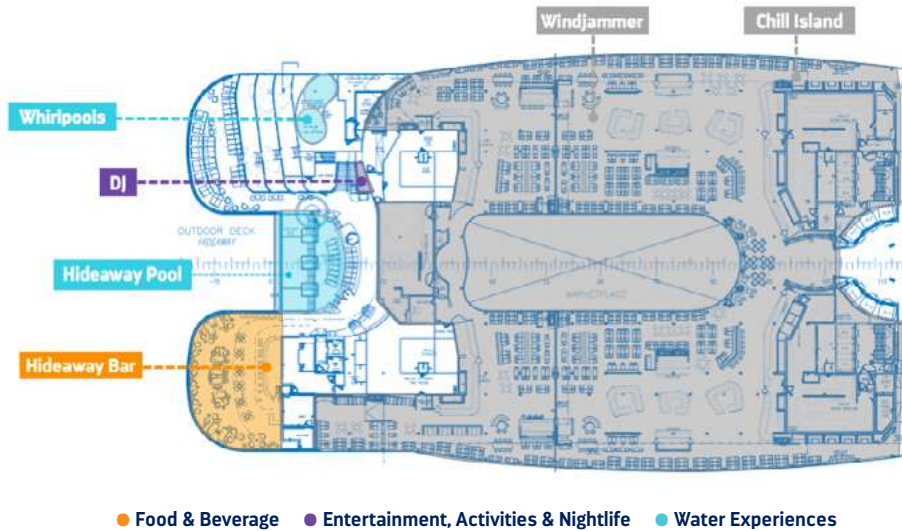 Windjammer
Chill Island
Whirlpools
DJ
OUTDOOR DECK
HIDEAWAY
Hideaway Pool
MARKETPLACE
Hideaway Bar
Food & Beverage
Entertainment, Activities & Nightlife
Water Experiences